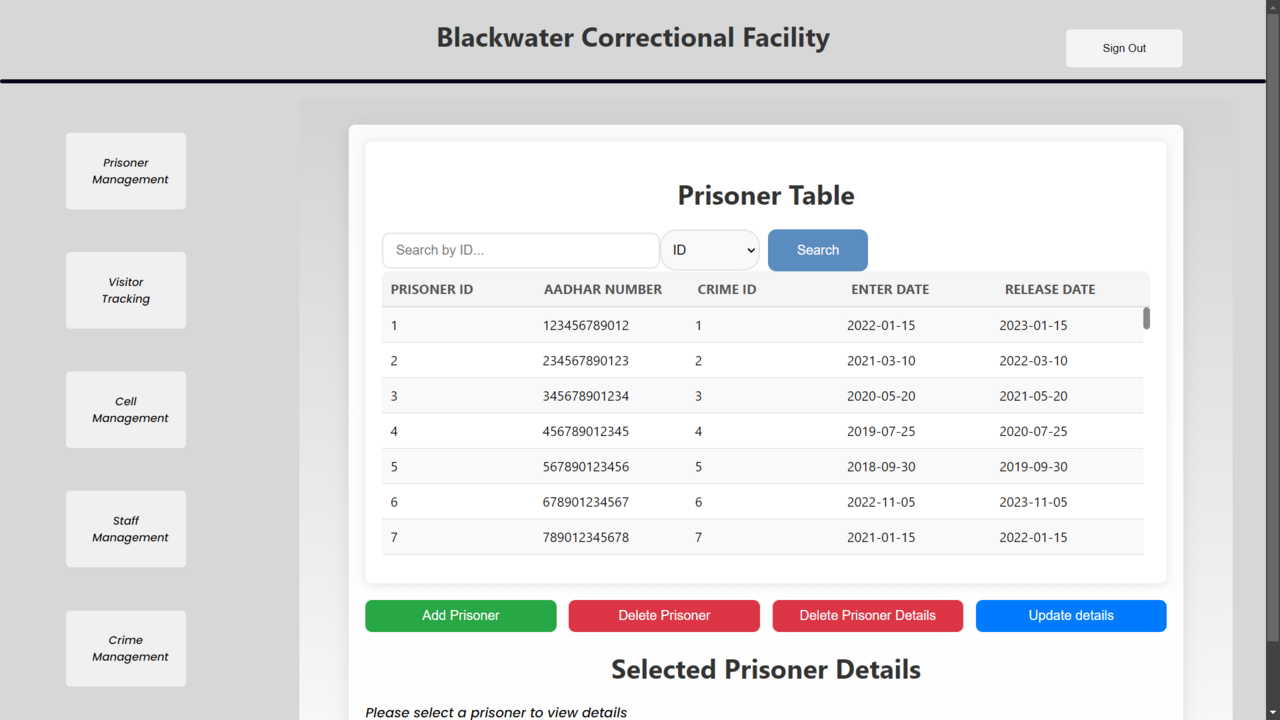 Blackwater Correctional Facility
Sign Out
Prisoner
Management
Visitor
Tracking
Cell
Management
Staff
Management
Crime
Management
Prisoner Table
Search by ID... ID Search
PRISONER ID AADHAR NUMBER CRIME ID ENTER DATE RELEASE DATE
1 123456789012 1 2022-01-15 2023-01-15
2 234567890123 2 2021-03-10 2022-03-10
3 345678901234 3 2020-05-20 2021-05-20
4 456789012345 4 2019-07-25 2020-07-25
5 567890123456 5 2018-09-30 2019-09-30
6 678901234567 6 2022-11-05 2023-11-05
7 789012345678 7 2021-01-15 2022-01-15
Add Prisoner Delete Prisoner Delete Prisoner Details Update details
Selected Prisoner Details
Please select a prisoner to view details